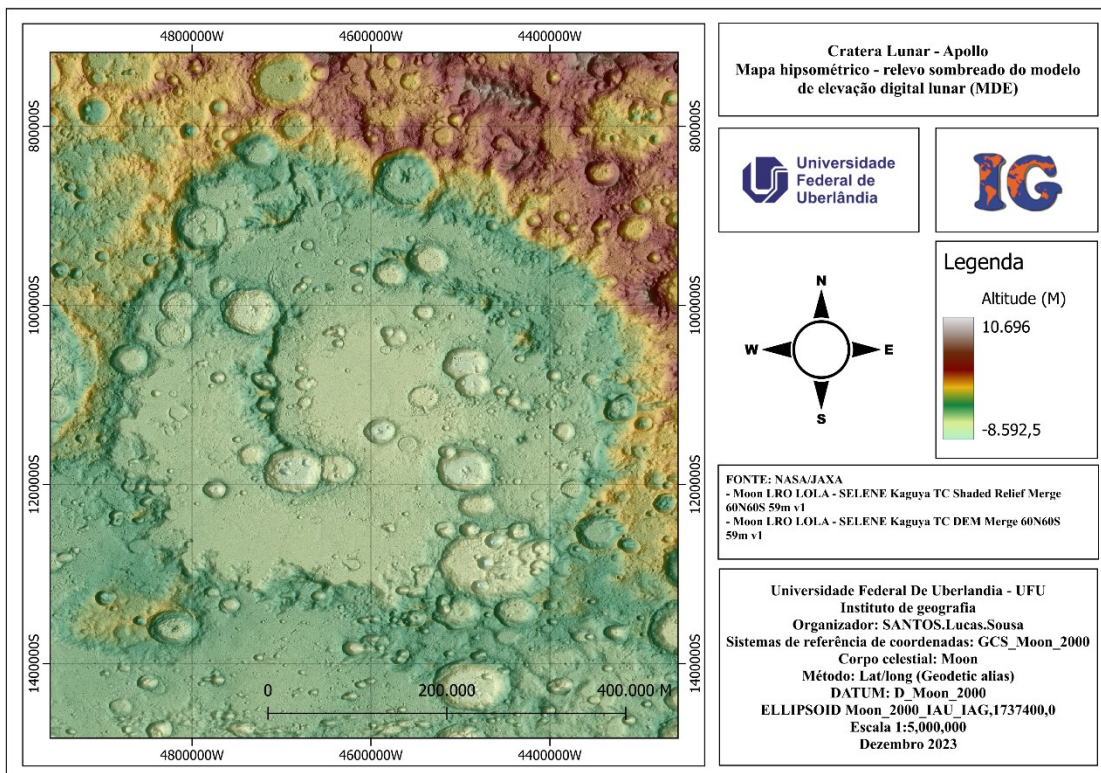 4800000W 4600000W 4400000W
800000S 1000000S 1200000S 1400000S
800000S 1000000S 1200000S 1400000S
0 200.000 400.000 M
4800000W 4600000W 4400000W
Cratera Lunar - Apollo
Mapa hipsométrico - relevo sombreado do modelo
de elevação digital lunar (MDE)
Universidade
Federal de
Uberlândia
IG
N
W E
S
Legenda
Altitude (M)
10.696
-8.592,5
FONTE: NASA/JAXA
- Moon LRO LOLA - SELENE Kaguya TC Shaded Relief Merge
60N60S 59m v1
- Moon LRO LOLA - SELENE Kaguya TC DEM Merge 60N60S
59m v1
Universidade Federal De Uberlandia - UFU
Instituto de geografia
Organizador: SANTOS.Lucas.Sousa
Sistemas de referência de coordenadas: GCS_Moon_2000
Corpo celestial: Moon
Método: Lat/long (Geodetic alias)
DATUM: D_Moon_2000
ELLIPSOID Moon_2000_IAU_IAG,1737400,0
Escala 1:5,000,000
Dezembro 2023